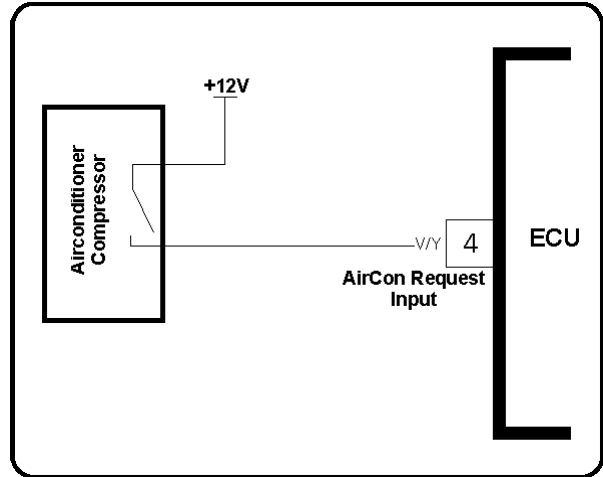 +12V
Airconditioner
Compressor
V/Y
4
ECU
AirCon Request
Input